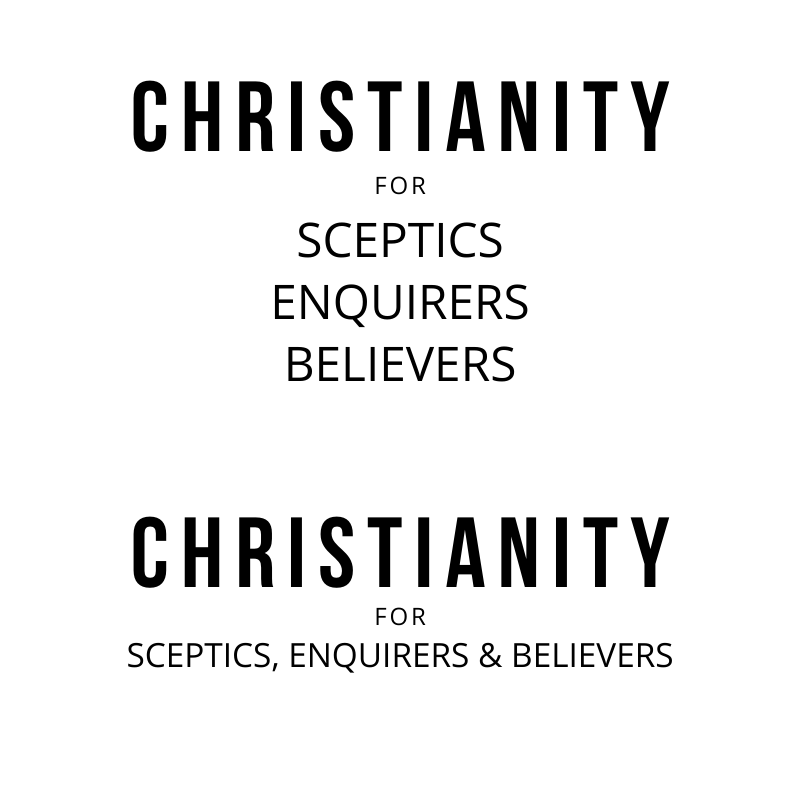 CHRISTIANITY
FOR
SCEPTICS
ENQUIRERS
BELIEVERS
CHRISTIANITY
FOR
SCEPTICS, ENQUIRERS & BELIEVERS